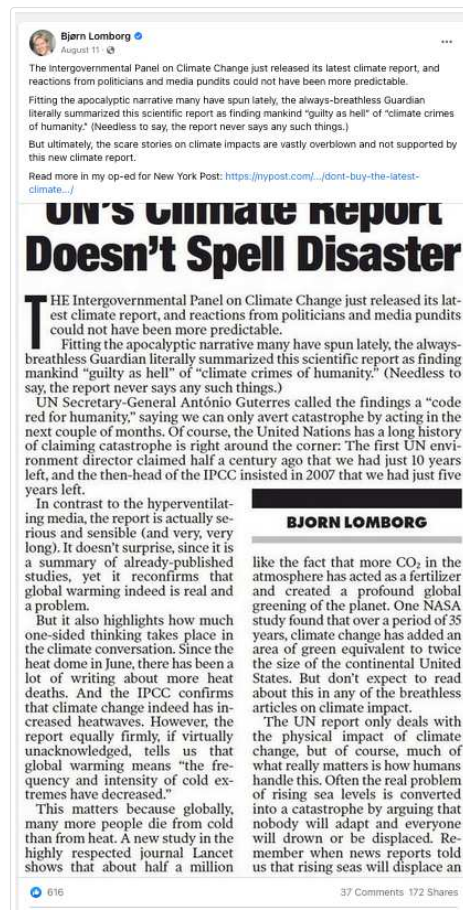 Bjørn Lomborg
August 11 ·
The Intergovernmental Panel on Climate Change just released its latest climate report, and
reactions from politicians and media pundits could not have been more predictable.
Fitting the apocalyptic narrative many have spun lately, the always-breathless Guardian
literally summarized this scientific report as finding mankind “guilty as hell” of “climate crimes
of humanity.” (Needless to say, the report never says any such things.)
But ultimately, the scare stories on climate impacts are vastly overblown and not supported by
this new climate report.
Read more in my op-ed for New York Post: https://nypost.com/.../dont-buy-the-latest-
climate.../
UN's Climate Report
Doesn't Spell Disaster
THE Intergovernmental Panel on Climate Change just released its lat-
est climate report, and reactions from politicians and media pundits
could not have been more predictable.
Fitting the apocalyptic narrative many have spun lately, the always-
breathless Guardian literally summarized this scientific report as finding
mankind “guilty as hell” of “climate crimes of humanity.” (Needless to
say, the report never says any such things.)
UN Secretary-General António Guterres called the findings a “code
red for humanity,” saying we can only avert catastrophe by acting in the
next couple of months. Of course, the United Nations has a long history
of claiming catastrophe is right around the corner: The first UN envi-
ronment director claimed half a century ago that we had just 10 years
left, and the then-head of the IPCC insisted in 2007 that we had just five
years left.
In contrast to the hyperventilat-
ing media, the report is actually se-
rious and sensible (and very, very
long). It doesn't surprise, since it is
a summary of already-published
studies, yet it reconfirms that
global warming indeed is real and
a problem.
But it also highlights how much
one-sided thinking takes place in
the climate conversation. Since the
heat dome in June, there has been a
lot of writing about more heat
deaths. And the IPCC confirms
that climate change indeed has in-
creased heatwaves. However, the
report equally firmly, if virtually
unacknowledged, tells us that
global warming means “the fre-
quency and intensity of cold ex-
tremes have decreased.”
This matters because globally,
many more people die from cold
than from heat. A new study in the
highly respected journal Lancet
shows that about half a million
BJORN LOMBORG
like the fact that more CO₂ in the
atmosphere has acted as a fertilizer
and created a profound global
greening of the planet. One NASA
study found that over a period of 35
years, climate change has added an
area of green equivalent to twice
the size of the continental United
States. But don't expect to read
about this in any of the breathless
articles on climate impact.
The UN report only deals with
the physical impact of climate
change, but of course, much of
what really matters is how humans
handle this. Often the real problem
of rising sea levels is converted
into a catastrophe by arguing that
nobody will adapt and everyone
will drown or be displaced. Re-
member when news reports told
us that rising seas will displace an
616
37 Comments 172 Shares